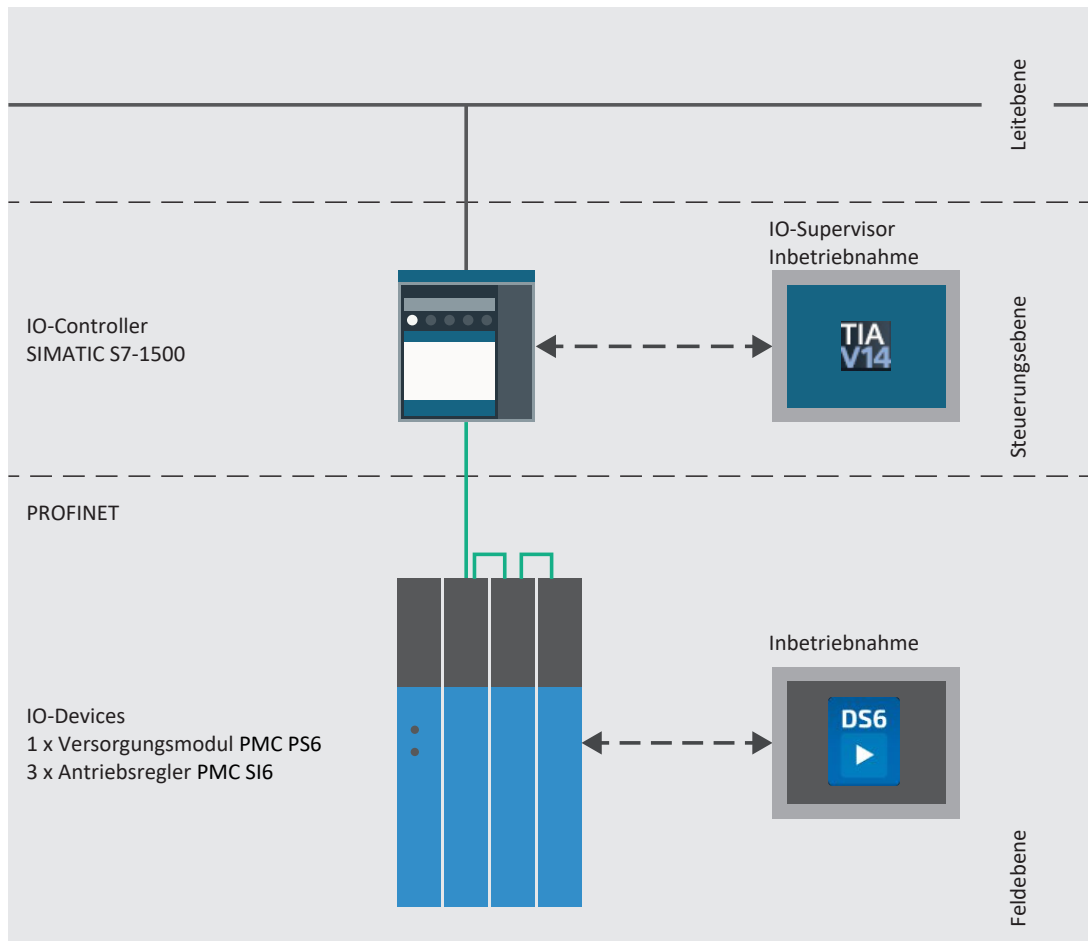 Leitebene
IO-Supervisor
Inbetriebnahme
TIA
V14
IO-Controller
SIMATIC S7-1500
Steuerungsebene
PROFINET
Inbetriebnahme
DS6
IO-Devices
1 x Versorgungsmodul PMC PS6
3 x Antriebsregler PMC SI6
Feldebene